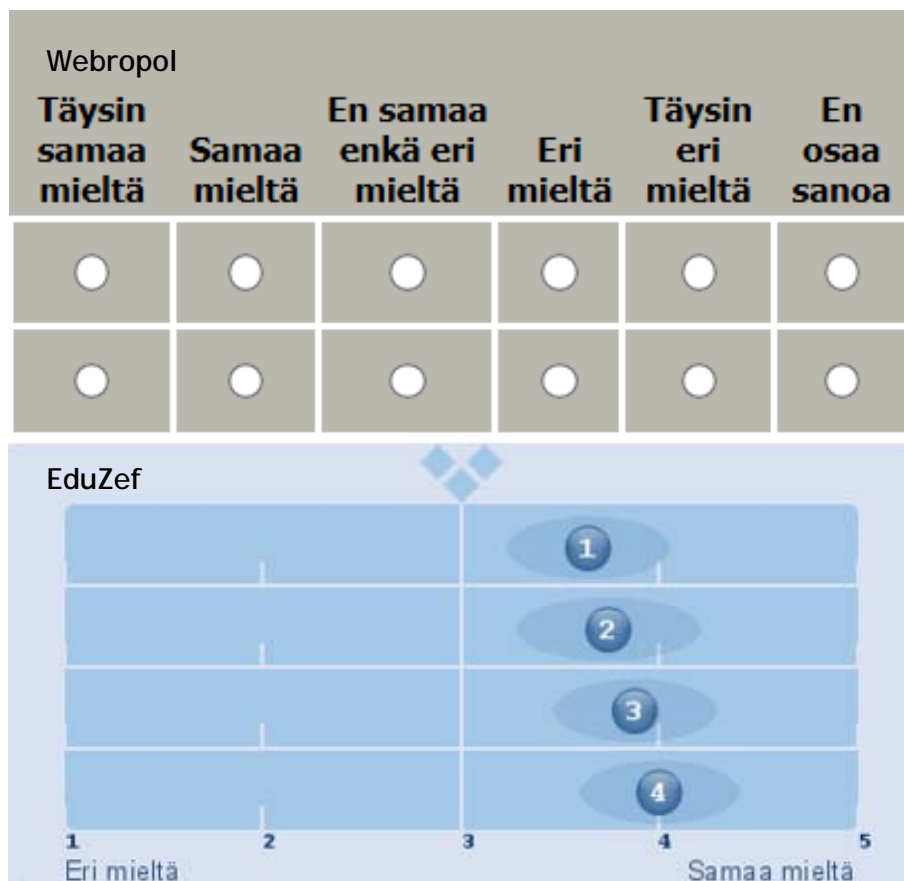 Webropol
Täysin samaa mieltä
Samaa mieltä
En samaa enkä eri mieltä
Eri mieltä
Täysin eri mieltä
En osaa sanoa
EduZef
1
2
3
4
1 2 3 4 5
Eri mieltä Samaa mieltä